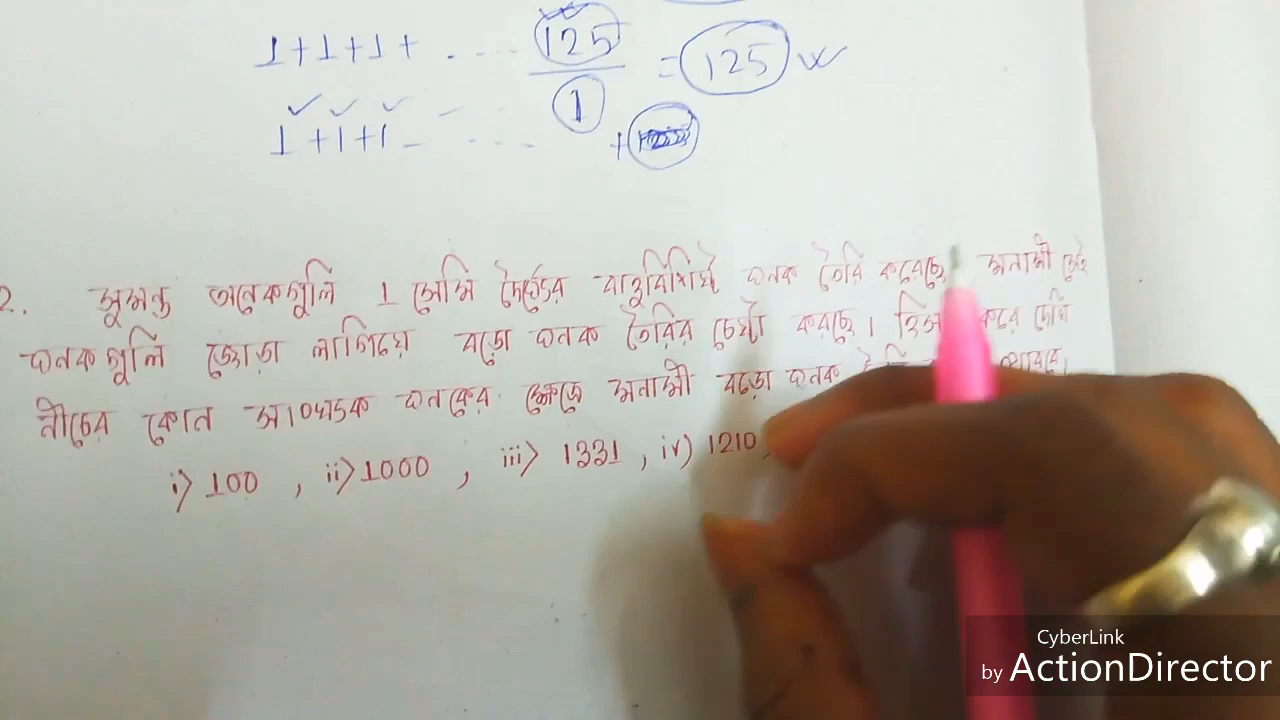 1+1+1+ . .... 125/1 = 125
1 +1+1 - . ... +
2. সুমন্ত অনেকগুলি 1 সেমি দৈর্ঘ্যের বাহুবিশিষ্ট ঘনক তৈরি করেছে। অনামী এই
ঘনকগুলি জোড়া লাগিয়ে বড়ো ঘনক তৈরির চেষ্টা করছে। করে দেখি
নীচের কোন সংখ্যক ঘনকের ক্ষেত্রে অনামী বড়ো ঘনক
i) 100 , ii) 1000 , iii) 1331 , iv) 1210,
CyberLink
by ActionDirector